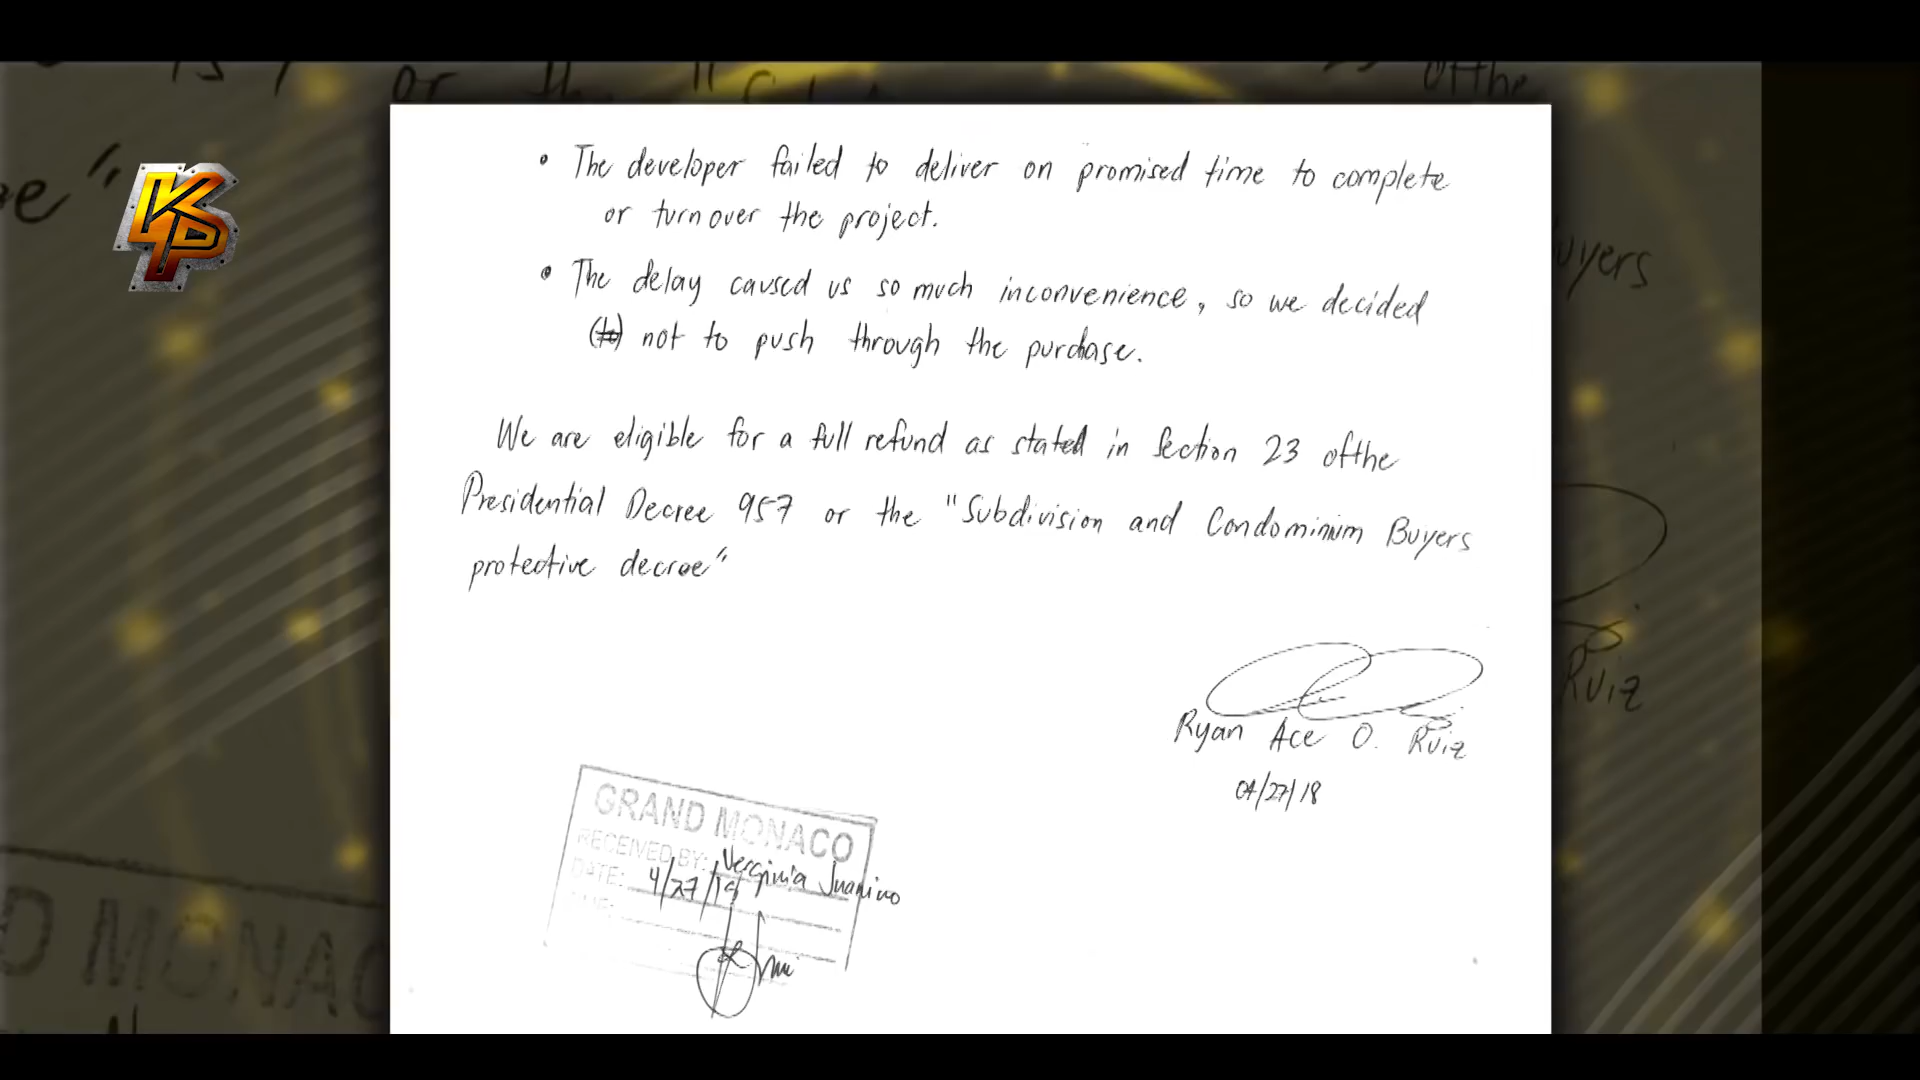 KP
• The developer failed to deliver on promised time to complete
or turnover the project.
• The delay caused us so much inconvenience, so we decided
(to) not to push through the purchase.
We are eligible for a full refund as stated in Section 23 ofthe
Presidential Decree 957 or the "Subdivision and Condominium Buyers
protective decree"
Ryan Ace O. Ruiz
04/27/18
GRAND MONACO
RECEIVED BY: Verginia Juanino
DATE: 4/27/18